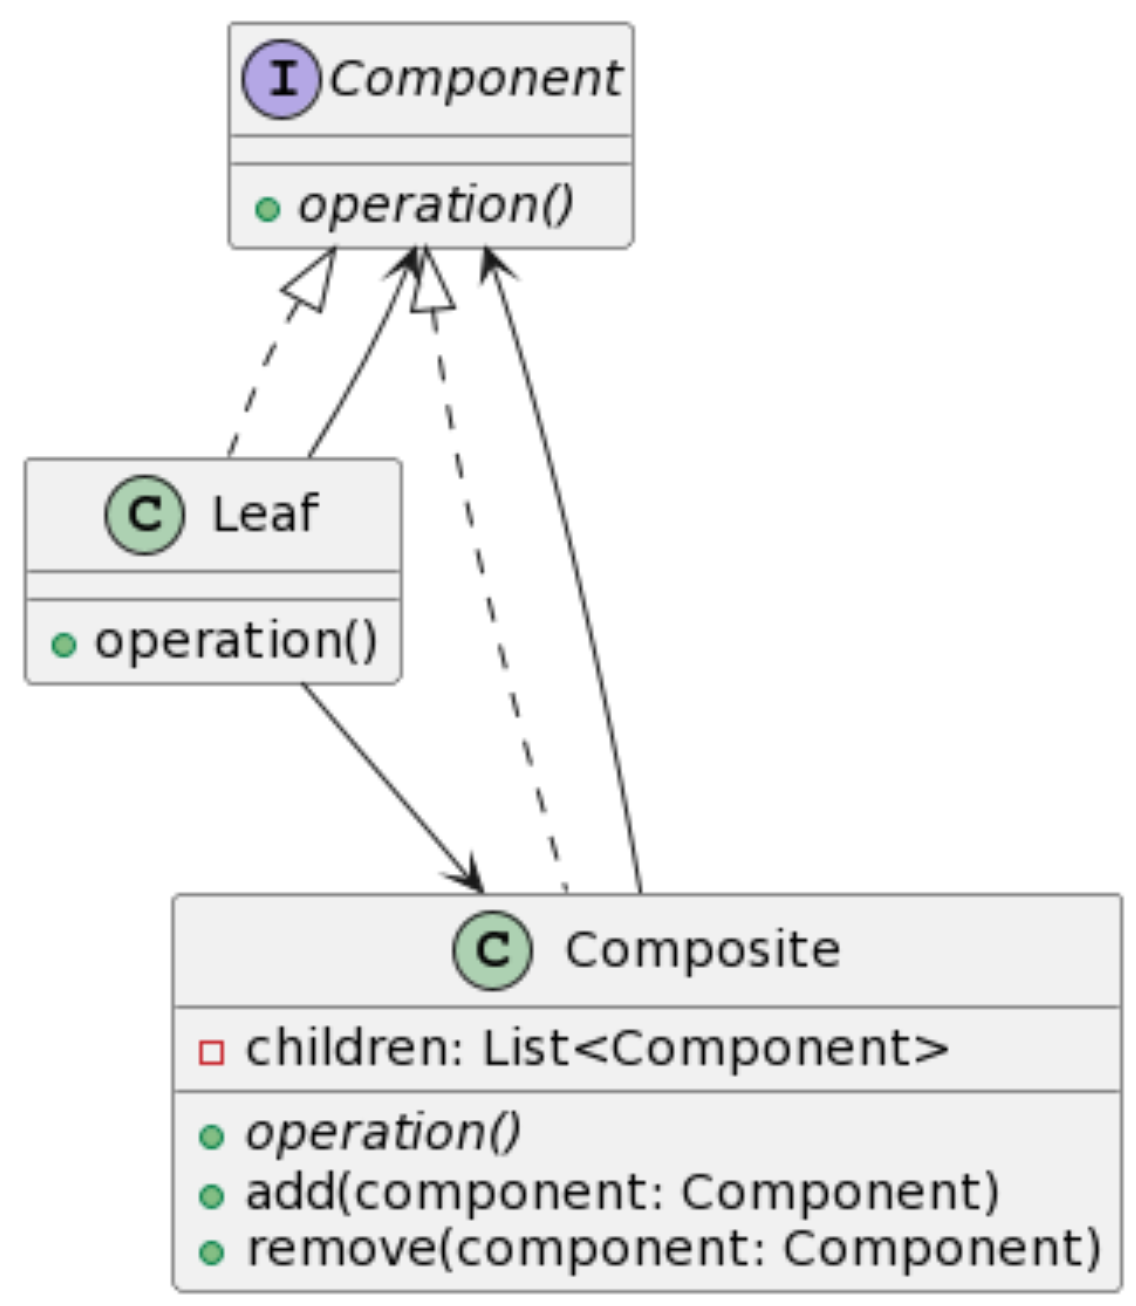 I Component
operation()
C Leaf
operation()
C Composite
children: List<Component>
operation()
add(component: Component)
remove(component: Component)